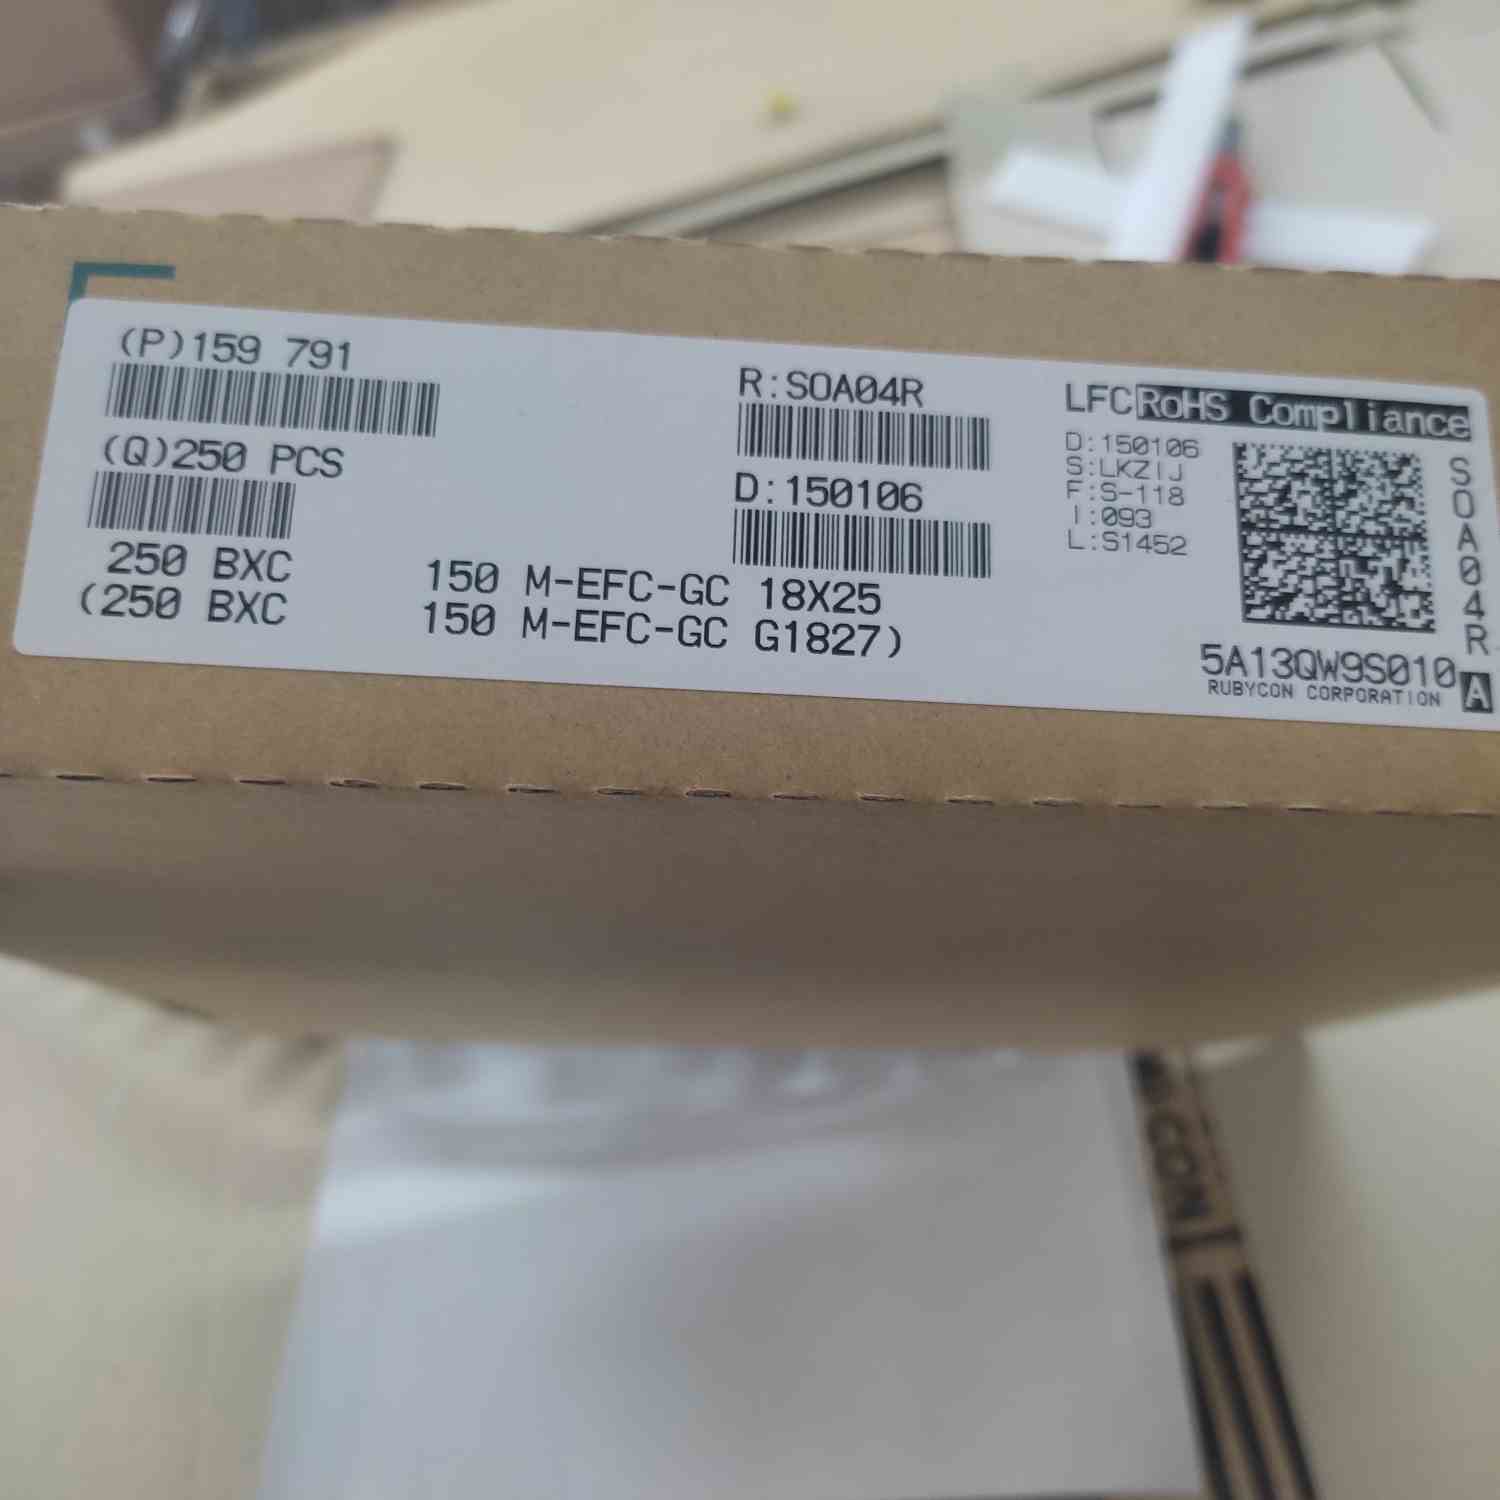 (P)159 791
(Q)250 PCS
250 BXC 150 M-EFC-GC 18X25
(250 BXC 150 M-EFC-GC G1827)
R:SOA04R
D:150106
LFC RoHS Compliance
D:150106
S:LKZIJ
F:S-118
I:093
L:S1452
SOA04R
5A13QW9S010 A
RUBYCON CORPORATION